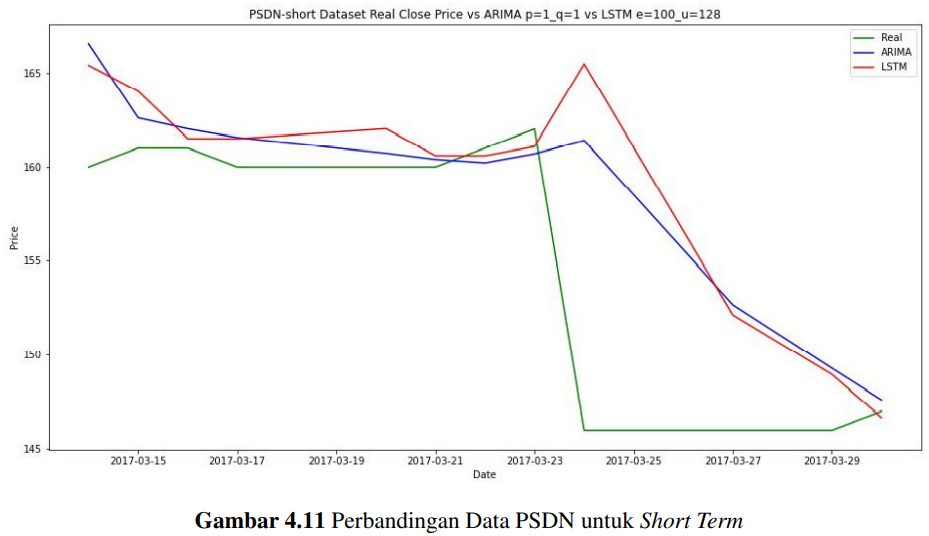 PSDN-short Dataset Real Close Price vs ARIMA p=1_q=1 vs LSTM e=100_u=128
Real
ARIMA
LSTM
Price
165
160
155
150
145
2017-03-15 2017-03-17 2017-03-19 2017-03-21 2017-03-23 2017-03-25 2017-03-27 2017-03-29
Date
Gambar 4.11 Perbandingan Data PSDN untuk Short Term